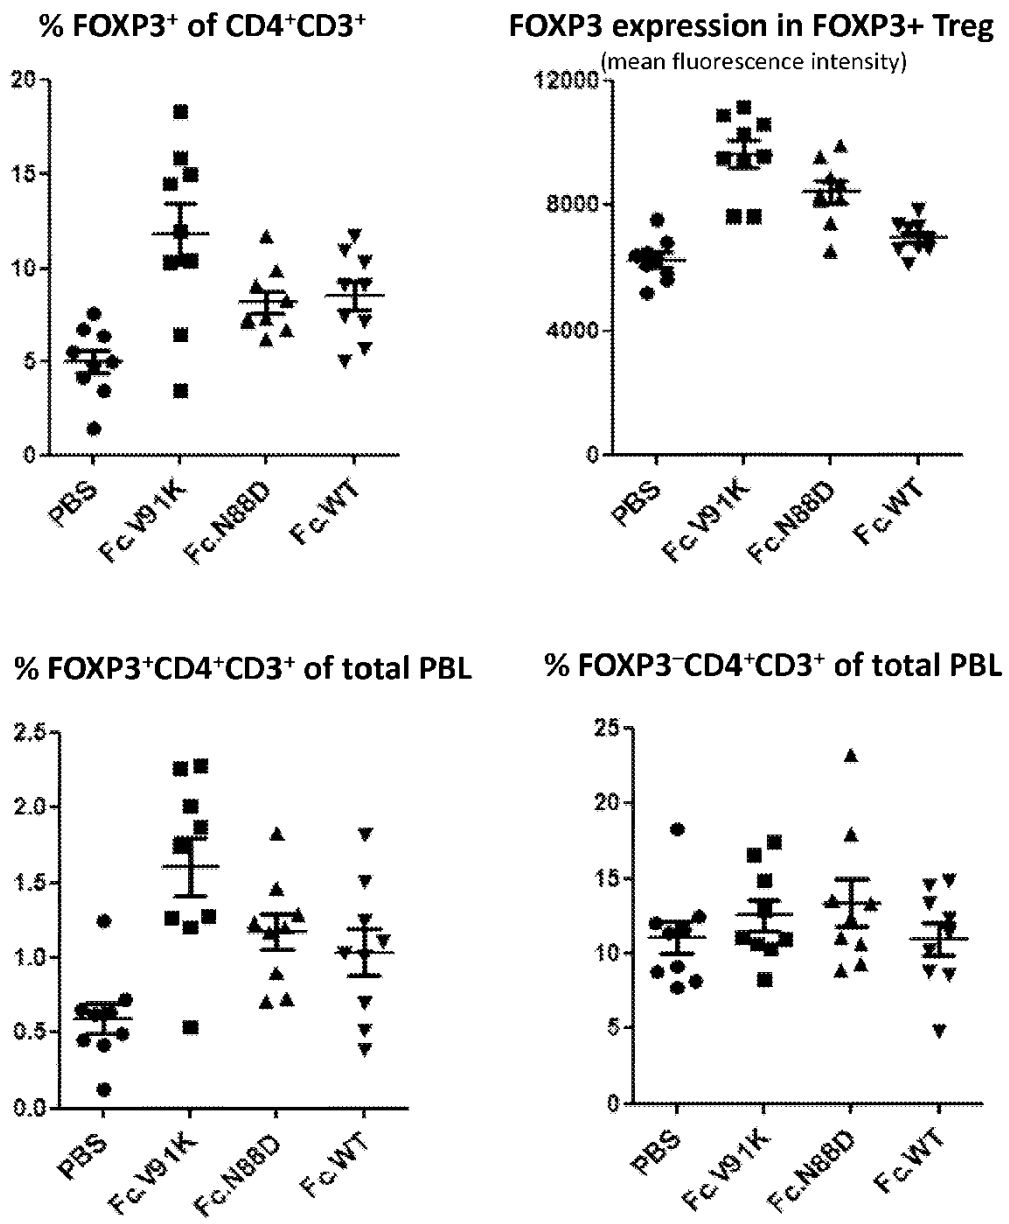 % FOXP3⁺ of CD4⁺CD3⁺
20
15
10
5
0
PBS
Fc.V91K
Fc.N88D
Fc.WT
FOXP3 expression in FOXP3+ Treg
(mean fluorescence intensity)
12000
8000
4000
0
PBS
Fc.V91K
Fc.N88D
Fc.WT
% FOXP3⁺CD4⁺CD3⁺ of total PBL
2.5
2.0
1.5
1.0
0.5
0.0
PBS
Fc.V91K
Fc.N88D
Fc.WT
% FOXP3⁻CD4⁺CD3⁺ of total PBL
25
20
15
10
5
0
PBS
Fc.V91K
Fc.N88D
Fc.WT